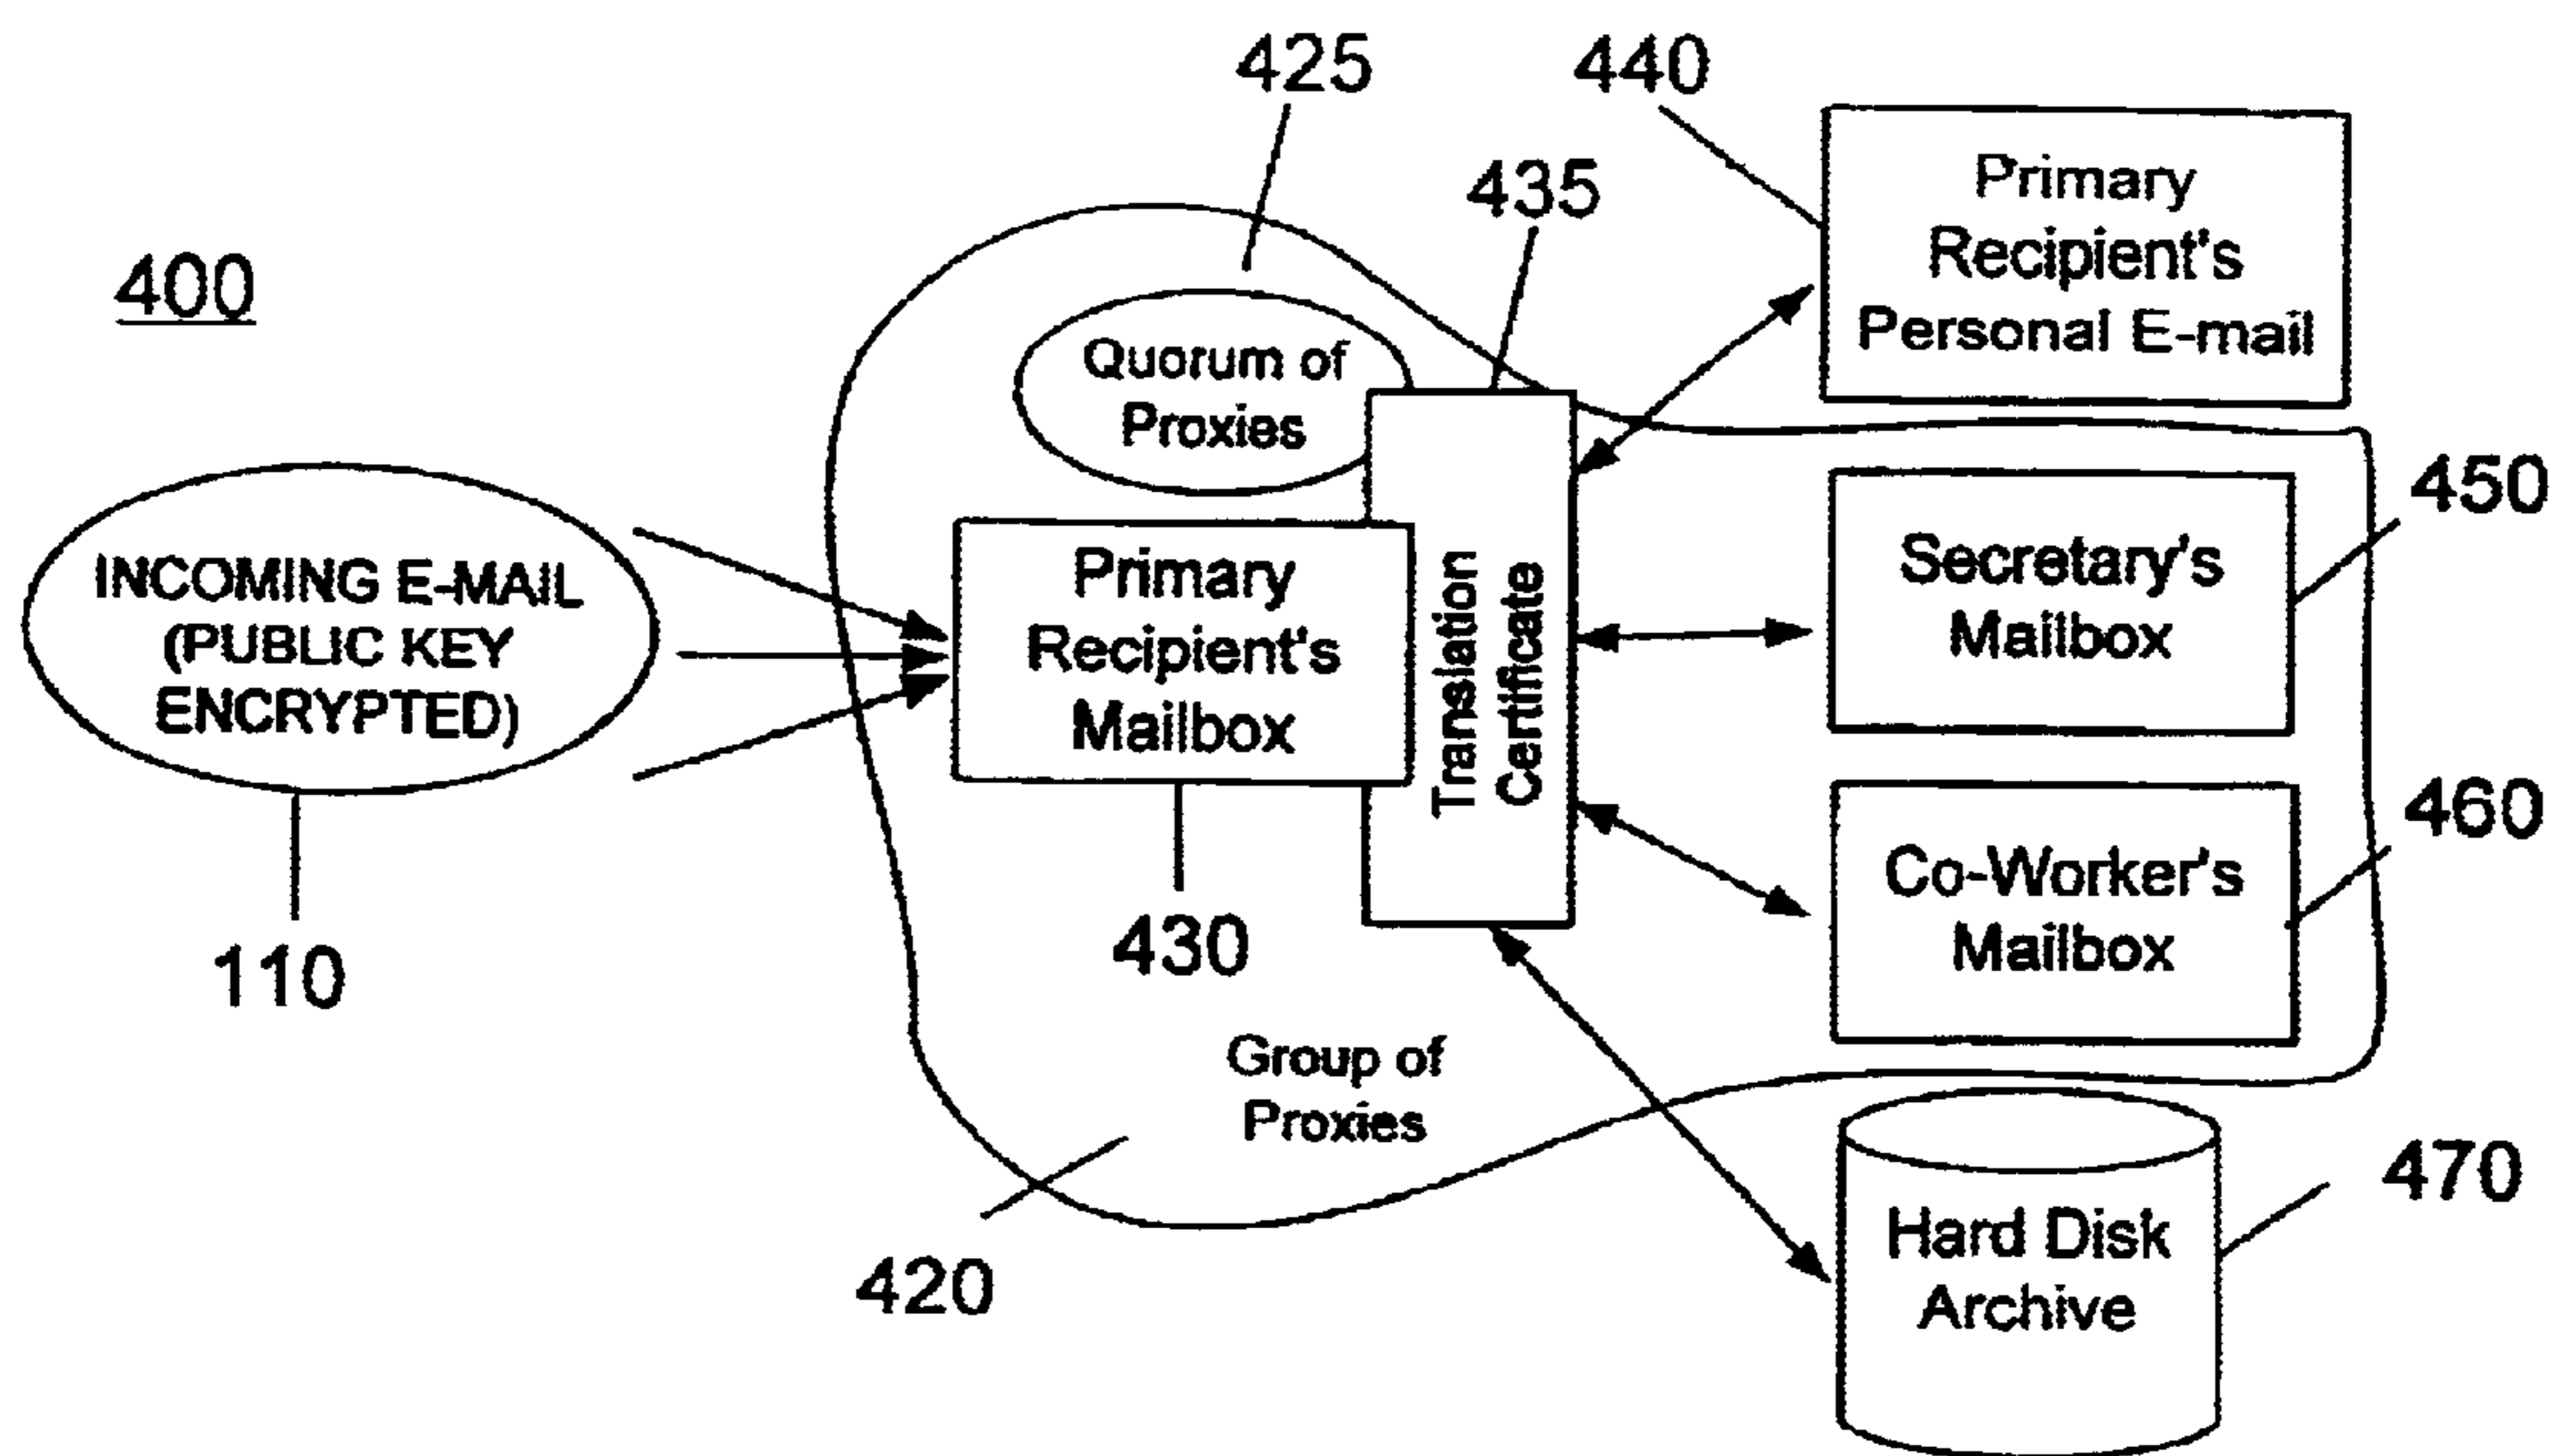 400
425
440
435
Primary
Recipient's
Personal E-mail
Quorum of
Proxies
INCOMING E-MAIL
(PUBLIC KEY
ENCRYPTED)
110
Primary
Recipient's
Mailbox
430
Translation
Certificate
Secretary's
Mailbox
450
Co-Worker's
Mailbox
460
Group of
Proxies
420
Hard Disk
Archive
470